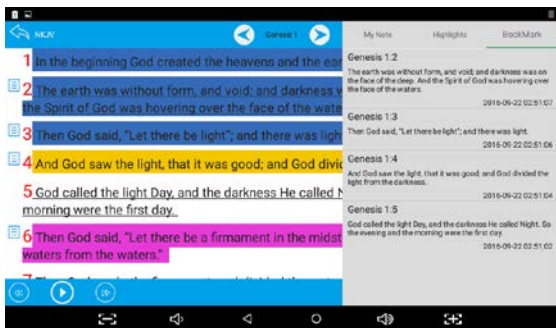 NKJV
Genesis 1
My Note
Highlights
BookMark
1 In the beginning God created the heavens and the ear
2 The earth was without form, and void; and darkness w
the Spirit of God was hovering over the face of the wate
3 Then God said, "Let there be light"; and there was ligh
4 And God saw the light, that it was good; and God divid
5 God called the light Day, and the darkness He called N
morning were the first day.
6 Then God said, "Let there be a firmament in the midst
waters from the waters."
Genesis 1:2
The earth was without form, and void; and darkness was on
the face of the deep. And the Spirit of God was hovering over
the face of the waters.
2016-09-22 02:51:07
Genesis 1:3
Then God said, "Let there be light"; and there was light.
2016-09-22 02:51:06
Genesis 1:4
And God saw the light, that it was good; and God divided the
light from the darkness.
2016-09-22 02:51:04
Genesis 1:5
God called the light Day, and the darkness He called Night. So
the evening and the morning were the first day.
2016-09-22 02:51:02